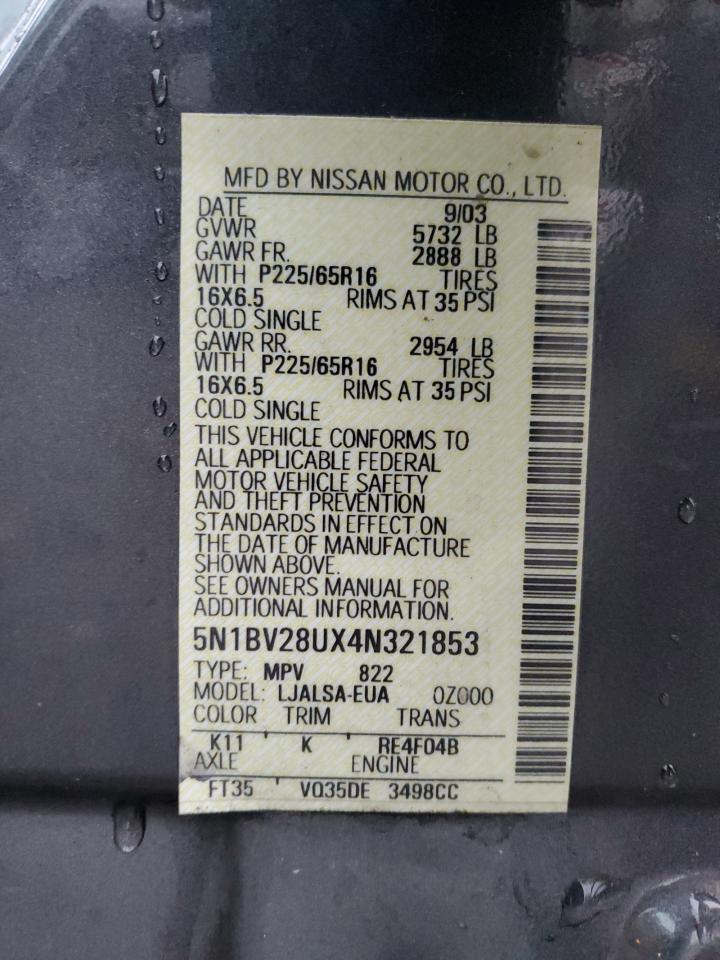 MFD BY NISSAN MOTOR CO., LTD.
DATE 9/03
GVWR 5732 LB
GAWR FR. 2888 LB
WITH P225/65R16 TIRES
16X6.5 RIMS AT 35 PSI
COLD SINGLE
GAWR RR. 2954 LB
WITH P225/65R16 TIRES
16X6.5 RIMS AT 35 PSI
COLD SINGLE
THIS VEHICLE CONFORMS TO
ALL APPLICABLE FEDERAL
MOTOR VEHICLE SAFETY
AND THEFT PREVENTION
STANDARDS IN EFFECT ON
THE DATE OF MANUFACTURE
SHOWN ABOVE.
SEE OWNERS MANUAL FOR
ADDITIONAL INFORMATION.
5N1BV28UX4N321853
TYPE: MPV 822
MODEL: LJALSA-EUA 0Z000
COLOR TRIM TRANS
K11 K RE4F04B
AXLE ENGINE
FT35 VQ35DE 3498CC